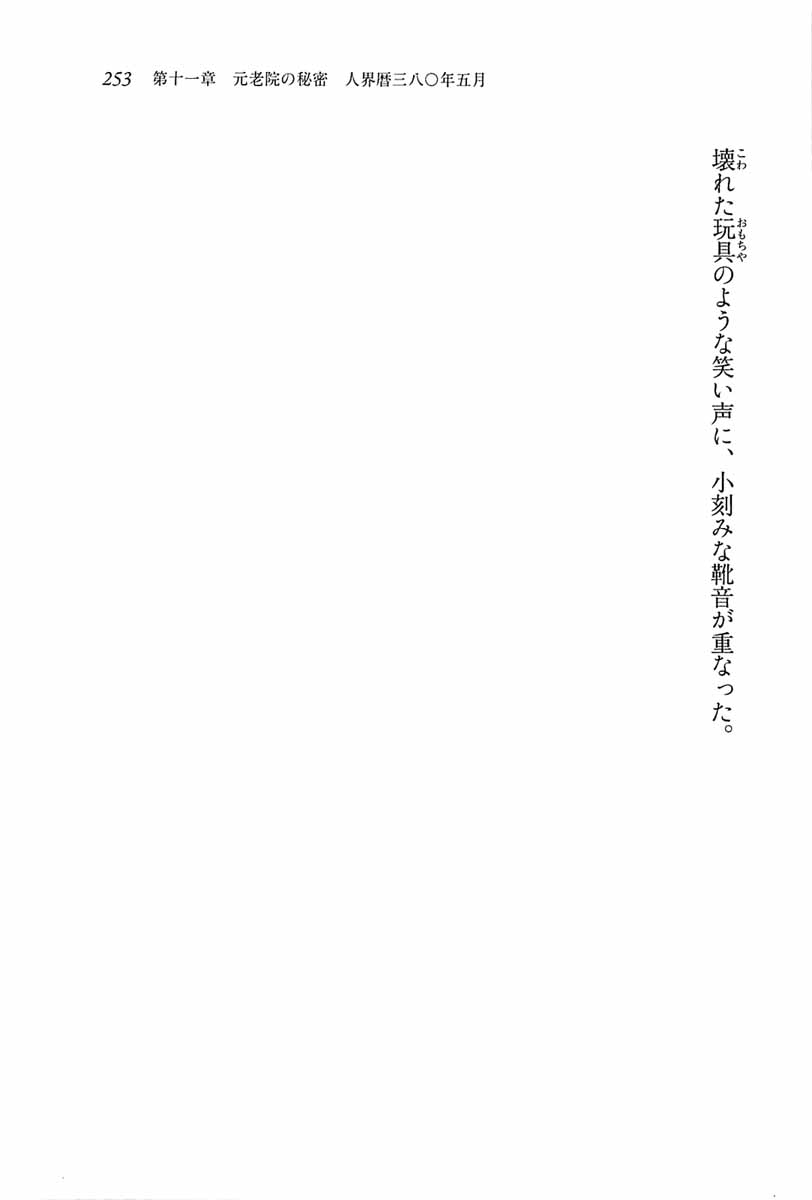 253 第十一章 元老院の秘密 人界暦三八〇年五月
壊れた玩具のような笑い声に、小刻みな靴音が重なった。
こわ
おもちや